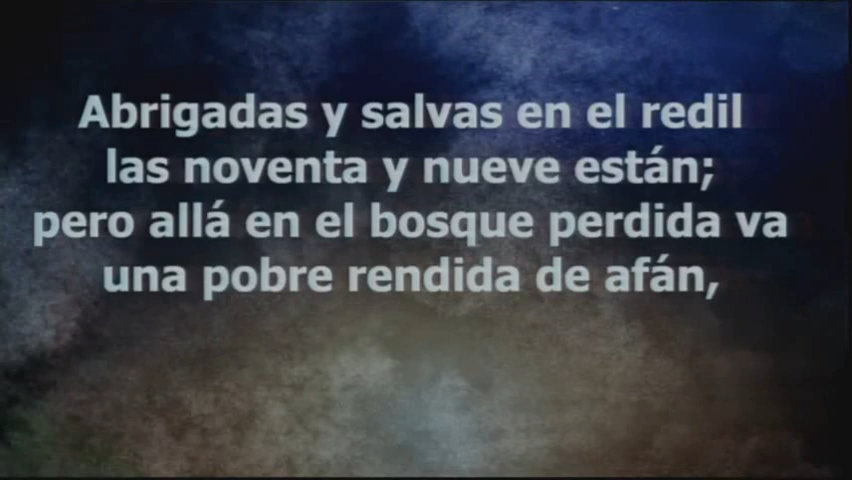 Abrigadas y salvas en el redil
las noventa y nueve están;
pero allá en el bosque perdida va
una pobre rendida de afán,